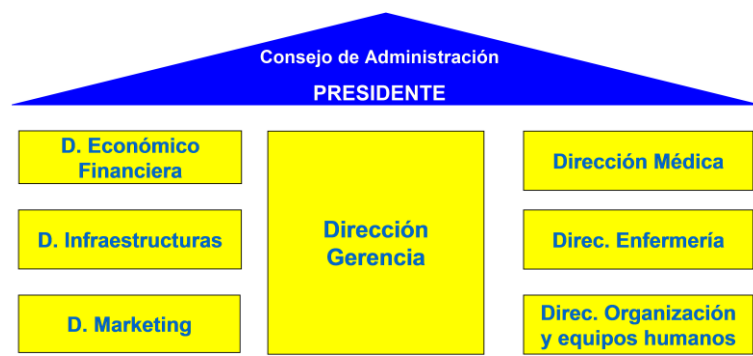 Consejo de Administración
PRESIDENTE
D. Económico
Financiera
D. Infraestructuras
D. Marketing
Dirección
Gerencia
Dirección Médica
Direc. Enfermería
Direc. Organización
y equipos humanos